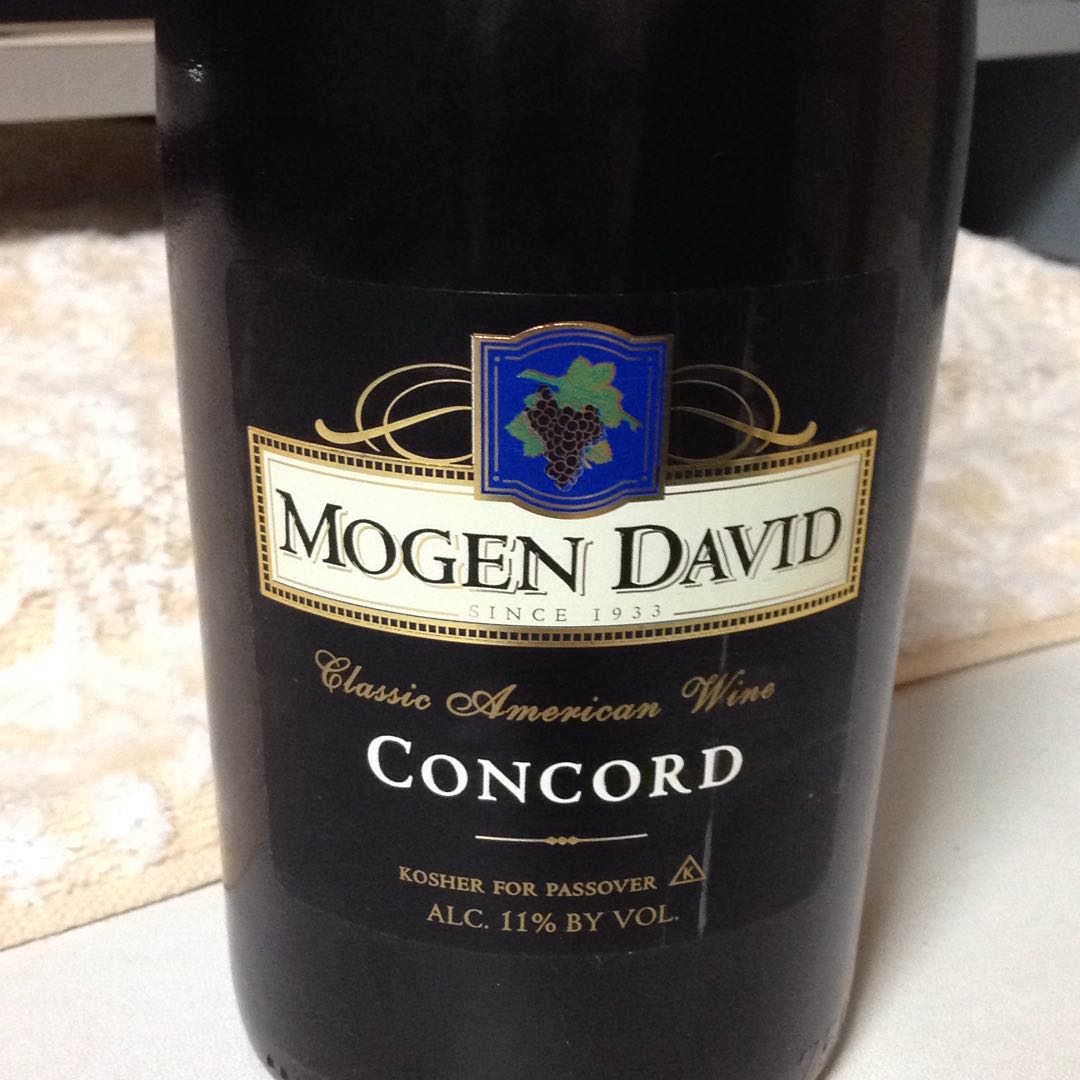 MOGEN DAVID
SINCE 1933
Classic American Wine
CONCORD
KOSHER FOR PASSOVER K
ALC. 11% BY VOL.